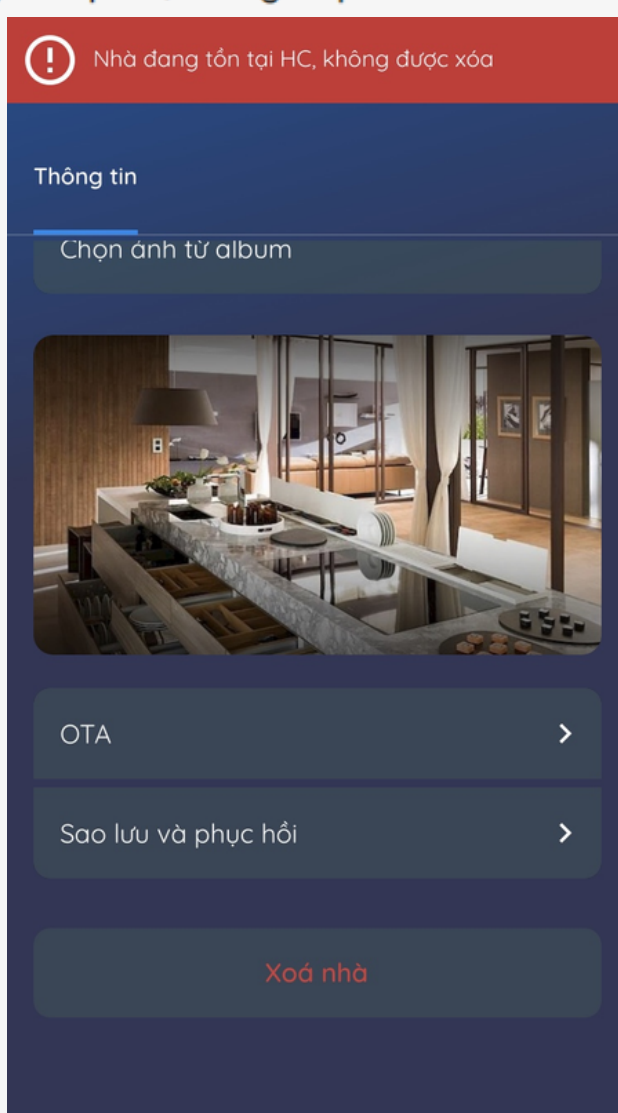 Nhà đang tồn tại HC, không được xóa
Thông tin
Chọn ảnh từ album
OTA
Sao lưu và phục hồi
Xoá nhà